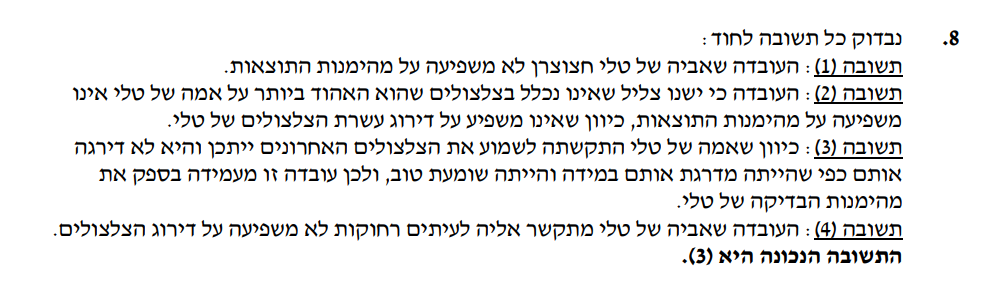 8. נבדוק כל תשובה לחוד:
תשובה (1): העובדה שאביה של טלי חצוצרן לא משפיעה על מהימנות התוצאות.
תשובה (2): העובדה כי ישנו צליל שאינו נכלל בצלצולים שהוא האהוד ביותר על אמה של טלי אינו
משפיעה על מהימנות התוצאות, כיוון שאינו משפיע על דירוג עשרת הצלצולים של טלי.
תשובה (3): כיוון שאמה של טלי התקשתה לשמוע את הצלצולים האחרונים ייתכן והיא לא דירגה
אותם כפי שהייתה מדרגת אותם במידה והייתה שומעת טוב, ולכן עובדה זו מעמידה בספק את
מהימנות הבדיקה של טלי.
תשובה (4): העובדה שאביה של טלי מתקשר אליה לעיתים רחוקות לא משפיעה על דירוג הצלצולים.
התשובה הנכונה היא (3).